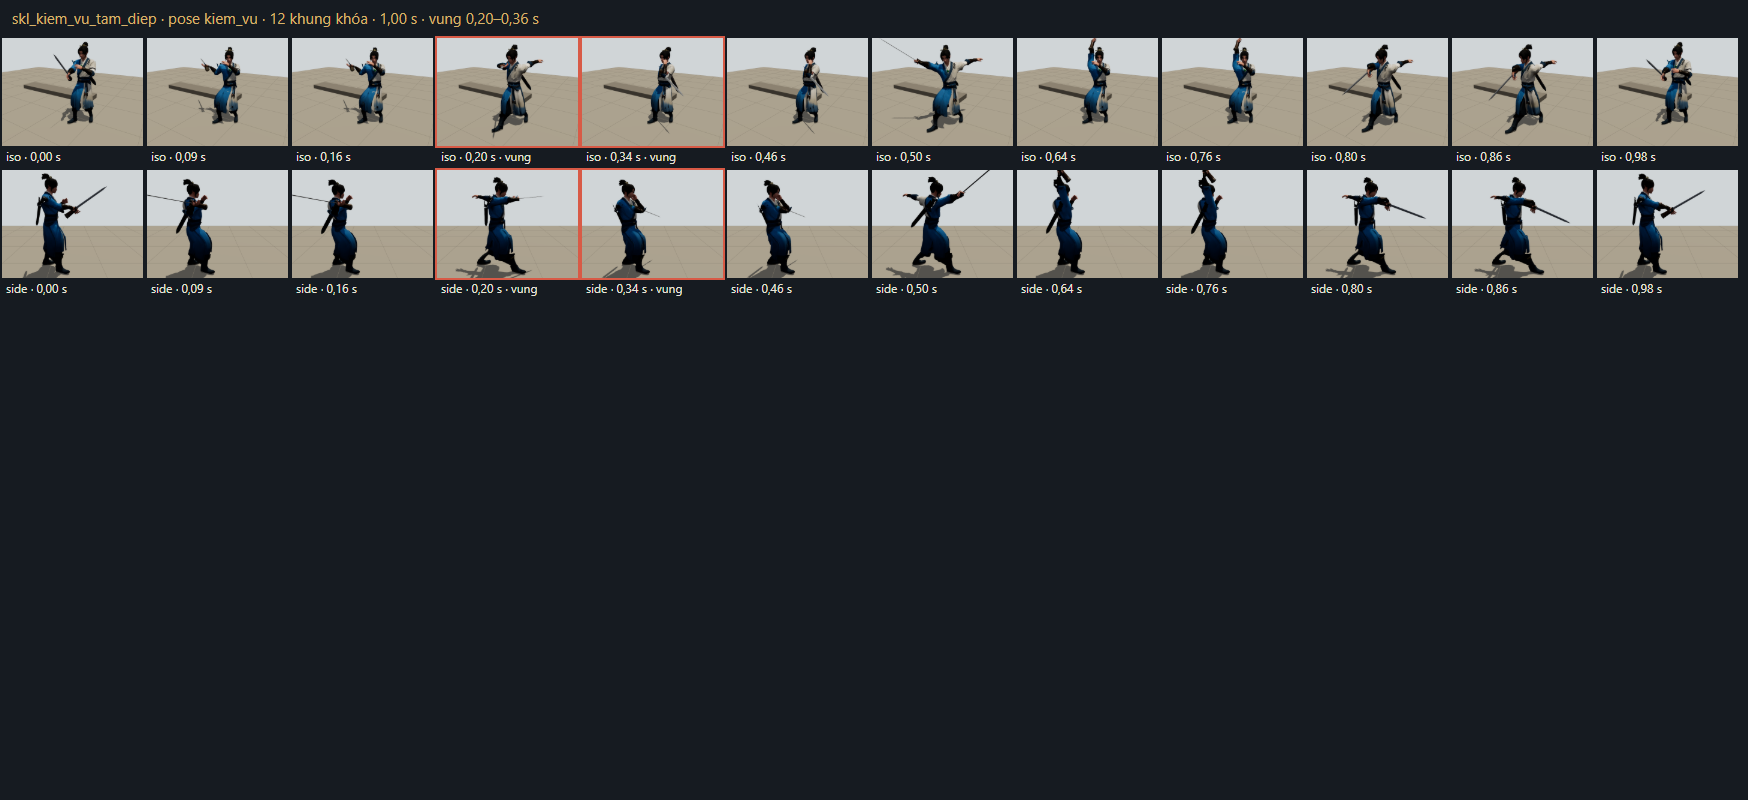 skl_kiem_vu_tam_diep · pose kiem_vu · 12 khung khóa · 1,00 s · vung 0,20–0,36 s
iso · 0,00 s
iso · 0,09 s
iso · 0,16 s
iso · 0,20 s · vung
iso · 0,34 s · vung
iso · 0,46 s
iso · 0,50 s
iso · 0,64 s
iso · 0,76 s
iso · 0,80 s
iso · 0,86 s
iso · 0,98 s
side · 0,00 s
side · 0,09 s
side · 0,16 s
side · 0,20 s · vung
side · 0,34 s · vung
side · 0,46 s
side · 0,50 s
side · 0,64 s
side · 0,76 s
side · 0,80 s
side · 0,86 s
side · 0,98 s